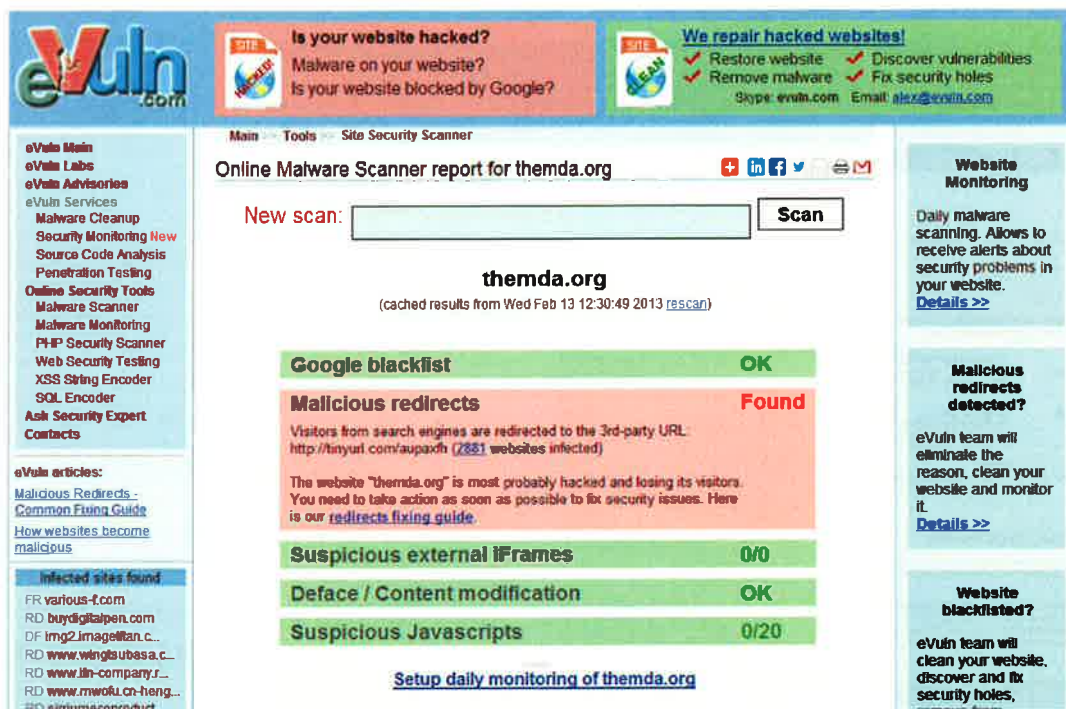 eVuln
.com
SITE
HACKED!
Is your website hacked?
Malware on your website?
Is your website blocked by Google?
SITE
CLEAN
We repair hacked websites!
Restore website
Discover vulnerabilities
Remove malware
Fix security holes
Skype: evuln.com Email: alex@evuln.com
eVuln Main
eVuln Labs
eVuln Advisories
eVuln Services
Malware Cleanup
Security Monitoring New
Source Code Analysis
Penetration Testing
Online Security Tools
Malware Scanner
Malware Monitoring
PHP Security Scanner
Web Security Testing
XSS String Encoder
SQL Encoder
Ask Security Expert
Contacts
eVuln articles:
Malicious Redirects -
Common Fixing Guide
How websites become
malicious
Infected sites found
FR various-f.com
RD buydigitalpen.com
DF img2.imagetitan.c...
RD www.wingtsubasa.c...
RD www.iin-company.r...
RD www.mwofu.cn-heng...
Main >> Tools >> Site Security Scanner
Online Malware Scanner report for themda.org
New scan:
Scan
themda.org
(cached results from Wed Feb 13 12:30:49 2013 rescan)
Google blacklist OK
Malicious redirects Found
Visitors from search engines are redirected to the 3rd-party URL:
http://tinyurl.com/aupaxfh (2881 websites infected)
The website "themda.org" is most probably hacked and losing its visitors.
You need to take action as soon as possible to fix security issues. Here
is our redirects fixing guide.
Suspicious external iFrames 0/0
Deface / Content modification OK
Suspicious Javascripts 0/20
Setup daily monitoring of themda.org
Website
Monitoring
Daily malware
scanning. Allows to
receive alerts about
security problems in
your website.
Details >>
Malicious
redirects
detected?
eVuln team will
eliminate the
reason, clean your
website and monitor
it.
Details >>
Website
blacklisted?
eVuln team will
clean your website,
discover and fix
security holes,